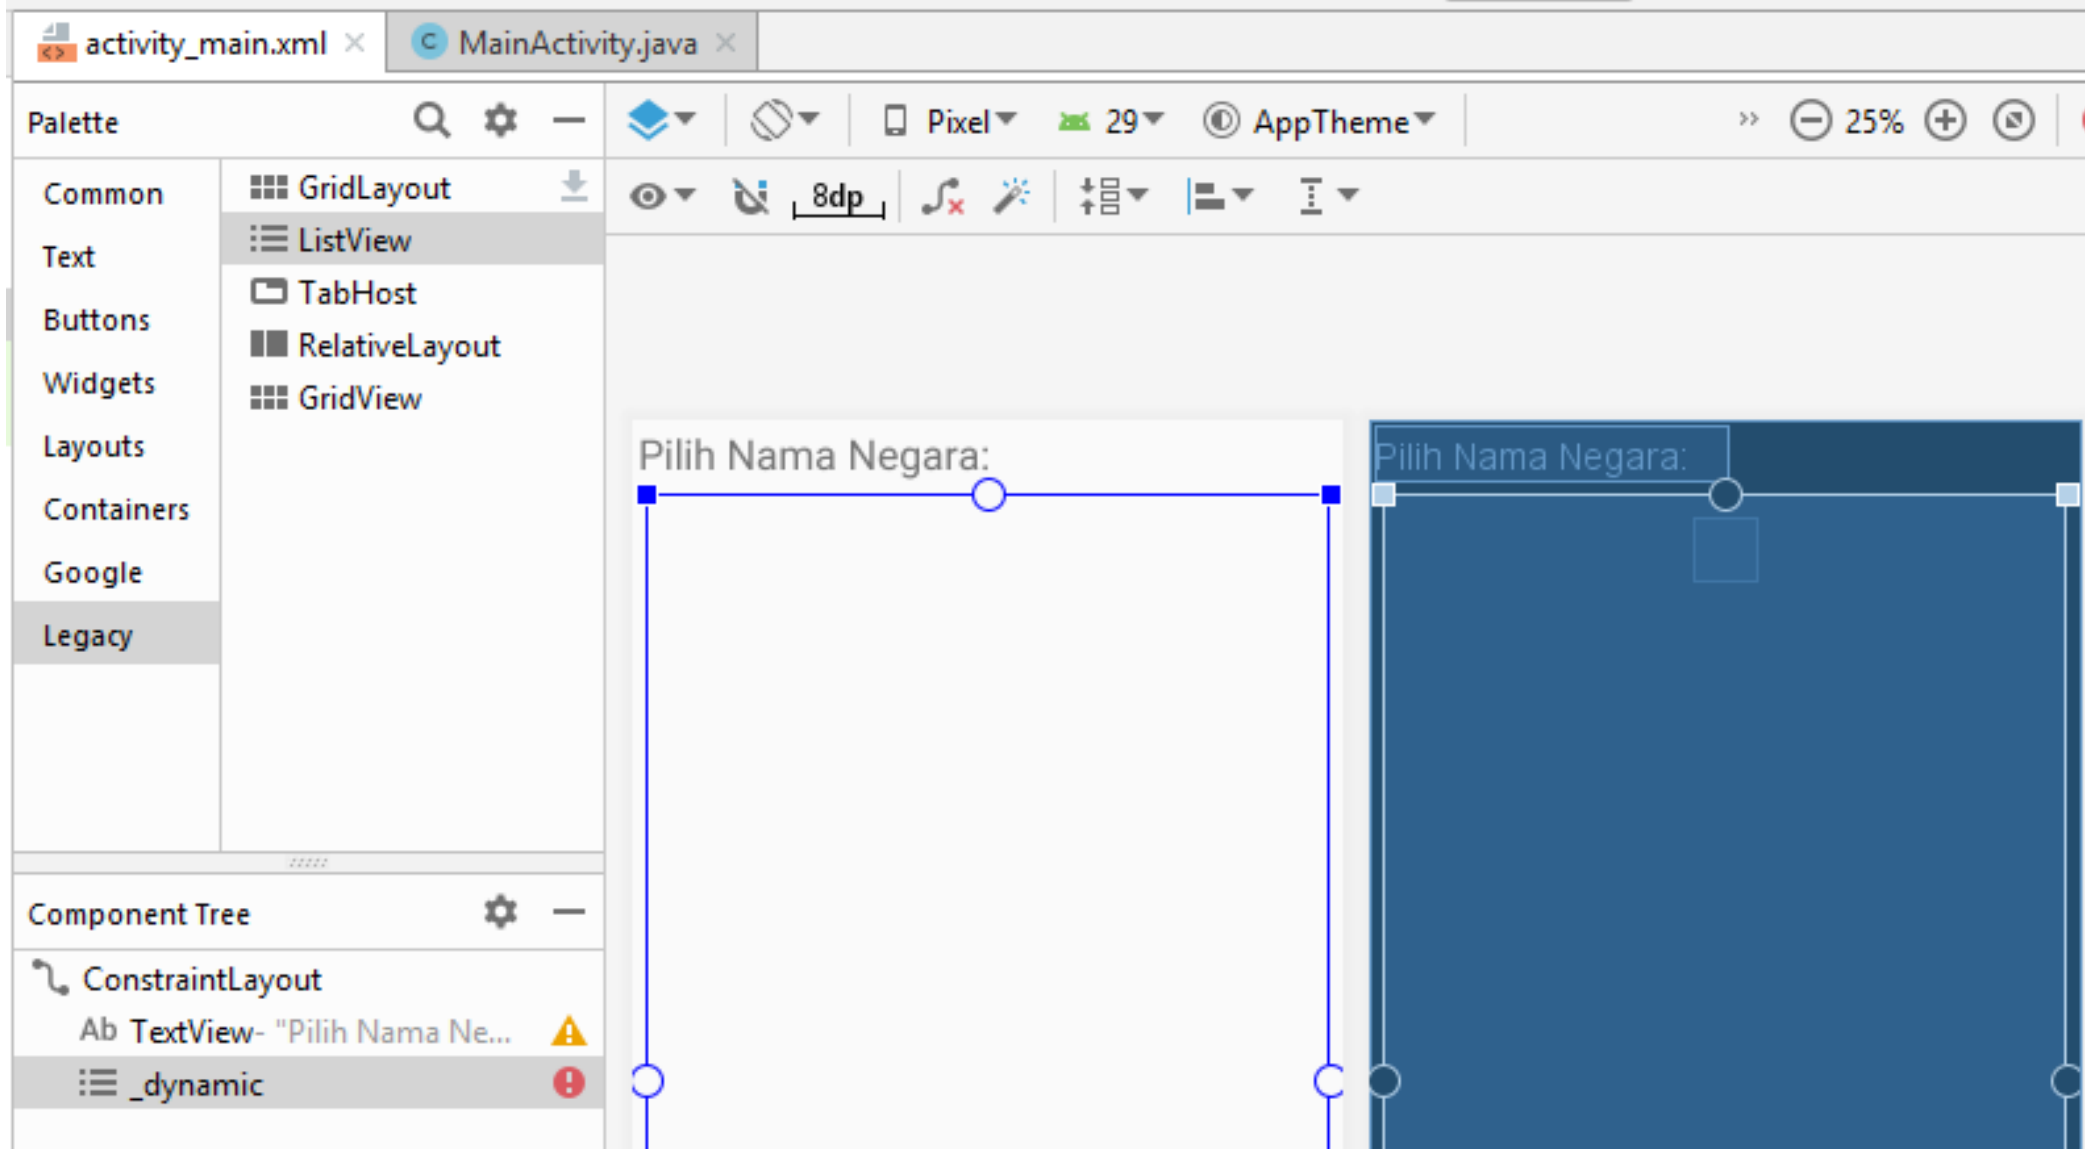 activity_main.xml
C MainActivity.java
Palette
Pixel 29 AppTheme 25%
Common
Text
Buttons
Widgets
Layouts
Containers
Google
Legacy
GridLayout
ListView
TabHost
RelativeLayout
GridView
8dp
Pilih Nama Negara:
Pilih Nama Negara:
Component Tree
ConstraintLayout
Ab TextView- "Pilih Nama Ne...
_dynamic